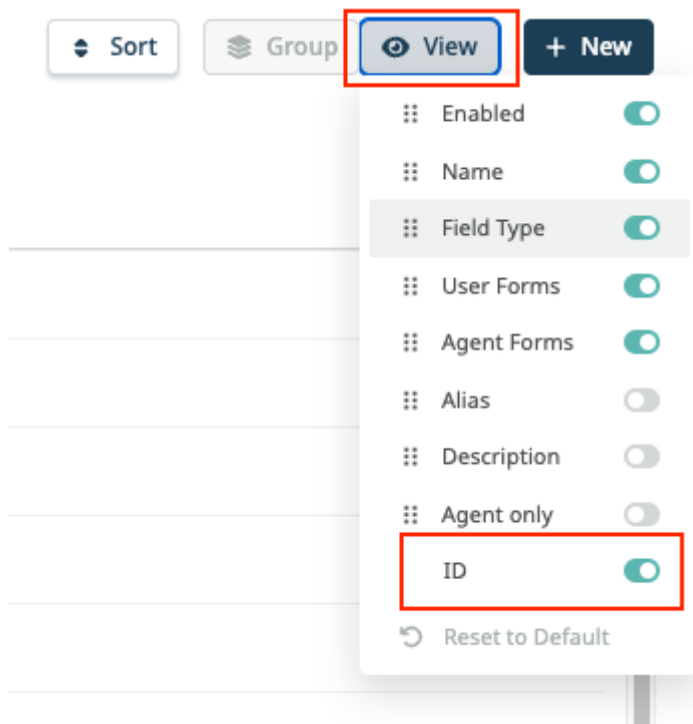 Sort Group View + New
Enabled
Name
Field Type
User Forms
Agent Forms
Alias
Description
Agent only
ID
Reset to Default